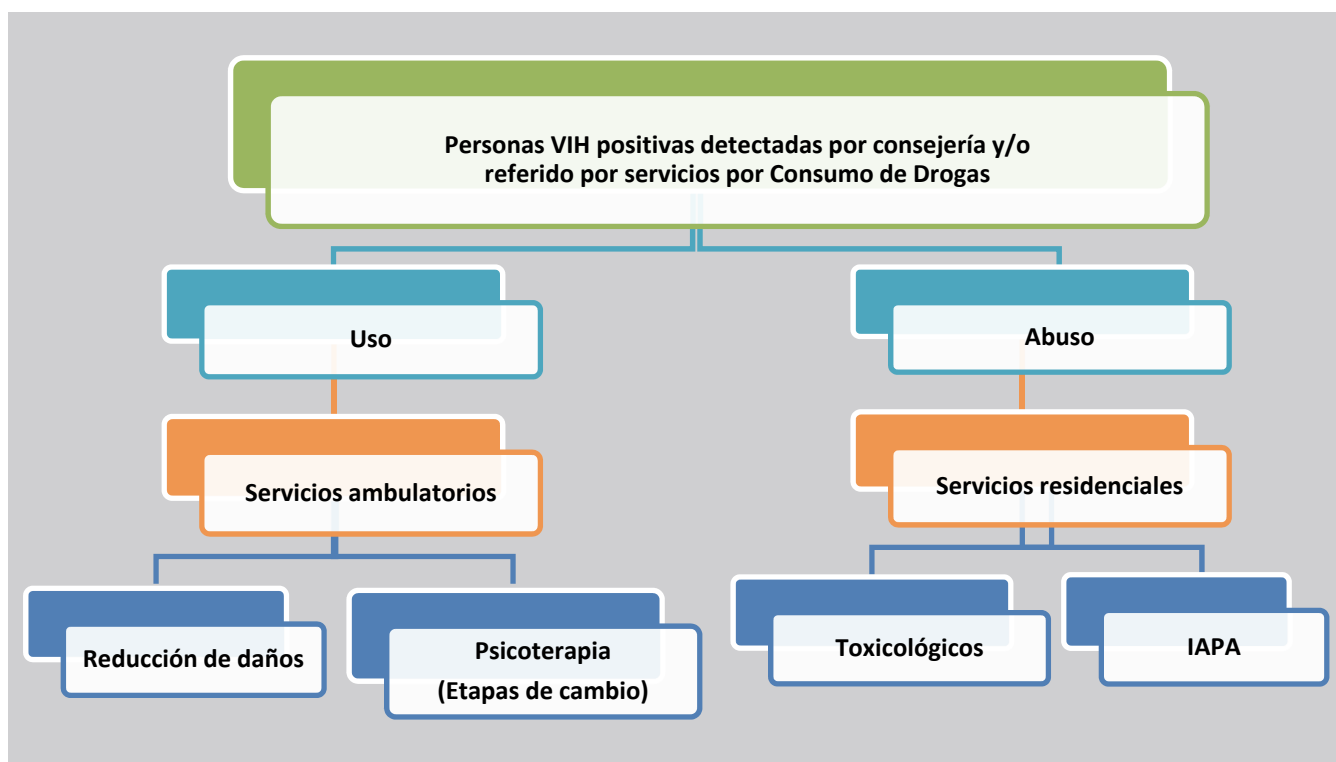 Personas VIH positivas detectadas por consejería y/o
referido por servicios por Consumo de Drogas
Uso
Abuso
Servicios ambulatorios
Servicios residenciales
Reducción de daños
Psicoterapia
(Etapas de cambio)
Toxicológicos
IAPA